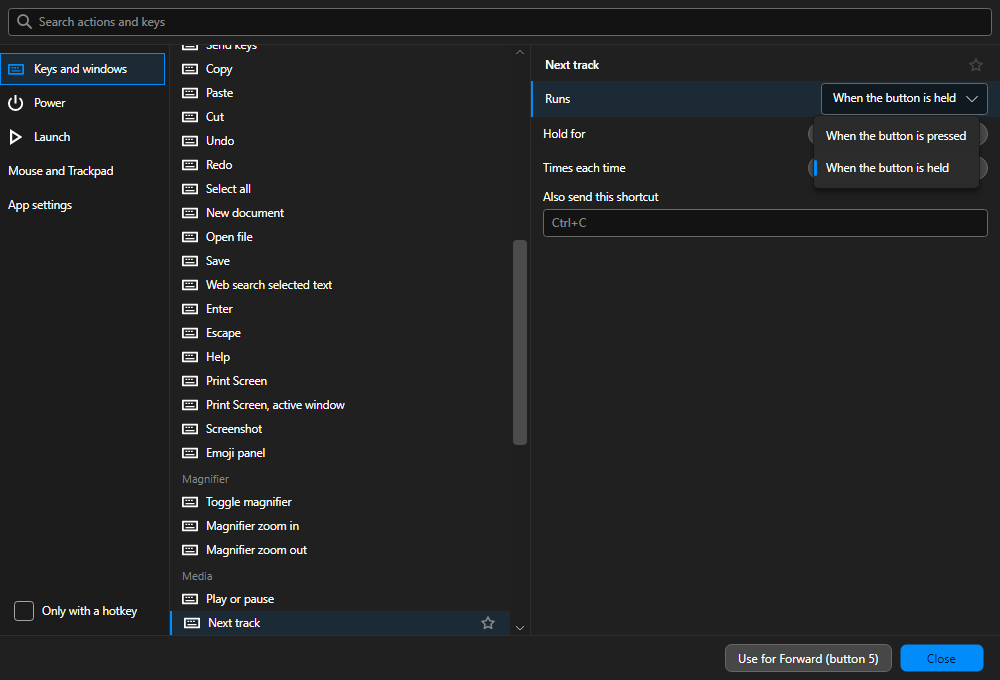 Search actions and keys
Keys and windows
Power
Launch
Mouse and Trackpad
App settings
Only with a hotkey
Send keys
Copy
Paste
Cut
Undo
Redo
Select all
New document
Open file
Save
Web search selected text
Enter
Escape
Help
Print Screen
Print Screen, active window
Screenshot
Emoji panel
Magnifier
Toggle magnifier
Magnifier zoom in
Magnifier zoom out
Media
Play or pause
Next track
Next track
Runs
When the button is held
When the button is pressed
When the button is held
Hold for
Times each time
Also send this shortcut
Ctrl+C
Use for Forward (button 5)
Close